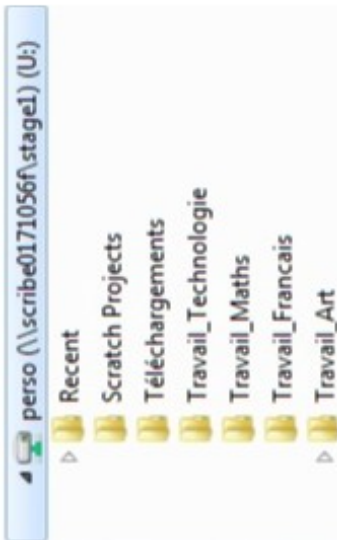 perso (\\scribe0171056f\stage1) (U:)
Recent
Scratch Projects
Téléchargements
Travail_Technologie
Travail_Maths
Travail_Francais
Travail_Art